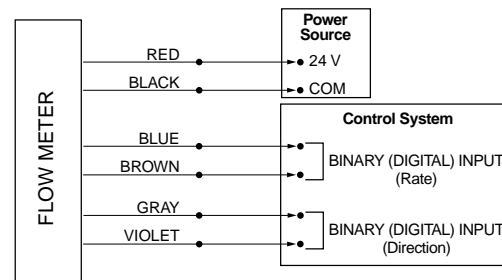 FLOW METER
Power
Source
RED
24 V
BLACK
COM
Control System
BLUE
BROWN
BINARY (DIGITAL) INPUT
(Rate)
GRAY
VIOLET
BINARY (DIGITAL) INPUT
(Direction)